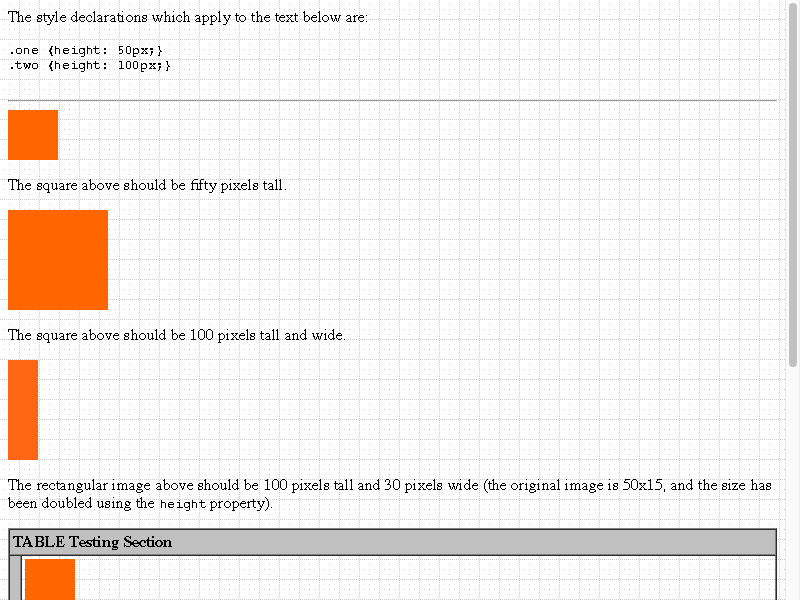 The style declarations which apply to the text below are:
.one {height: 50px;}
.two {height: 100px;}
The square above should be fifty pixels tall.
The square above should be 100 pixels tall and wide.
The rectangular image above should be 100 pixels tall and 30 pixels wide (the original image is 50x15, and the size has
been doubled using the height property).
TABLE Testing Section